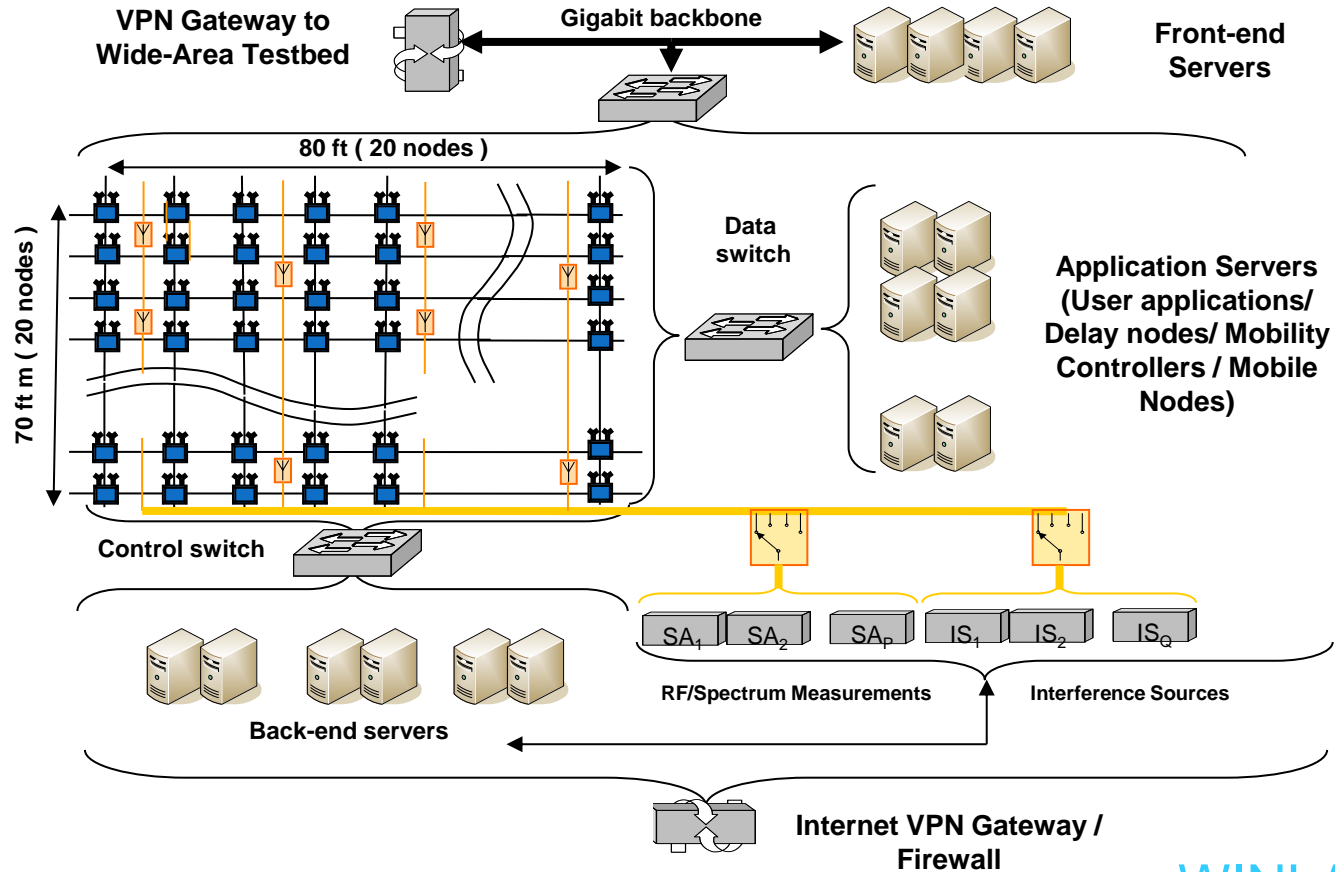 VPN Gateway to
Wide-Area Testbed
Gigabit backbone
Front-end
Servers
80 ft ( 20 nodes )
70 ft m ( 20 nodes )
Data
switch
Application Servers
(User applications/
Delay nodes/ Mobility
Controllers / Mobile
Nodes)
Control switch
SA1
SA2
SAP
IS1
IS2
ISQ
RF/Spectrum Measurements
Interference Sources
Back-end servers
Internet VPN Gateway /
Firewall